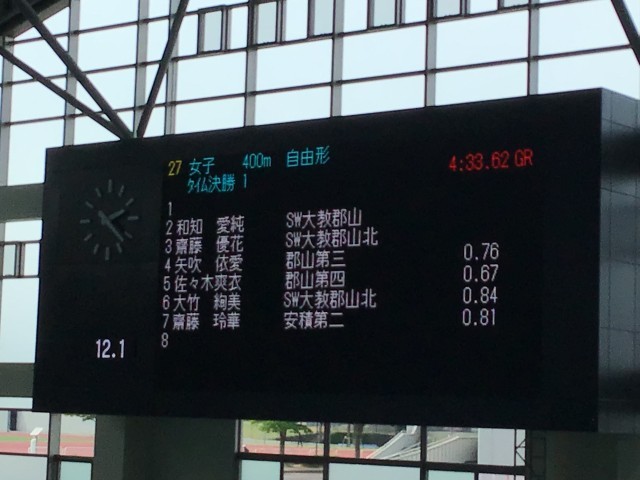 27 女子 400m 自由形 4:33.62 GR
ﾀｲﾑ決勝 1
1
2 和知 愛純 SW大教郡山
3 齋藤 優花 SW大教郡山北
4 矢吹 依愛 郡山第三 0.76
5 佐々木爽衣 郡山第四 0.67
6 大竹 絢美 SW大教郡山北 0.84
7 齋藤 玲華 安積第二 0.81
8
12.1